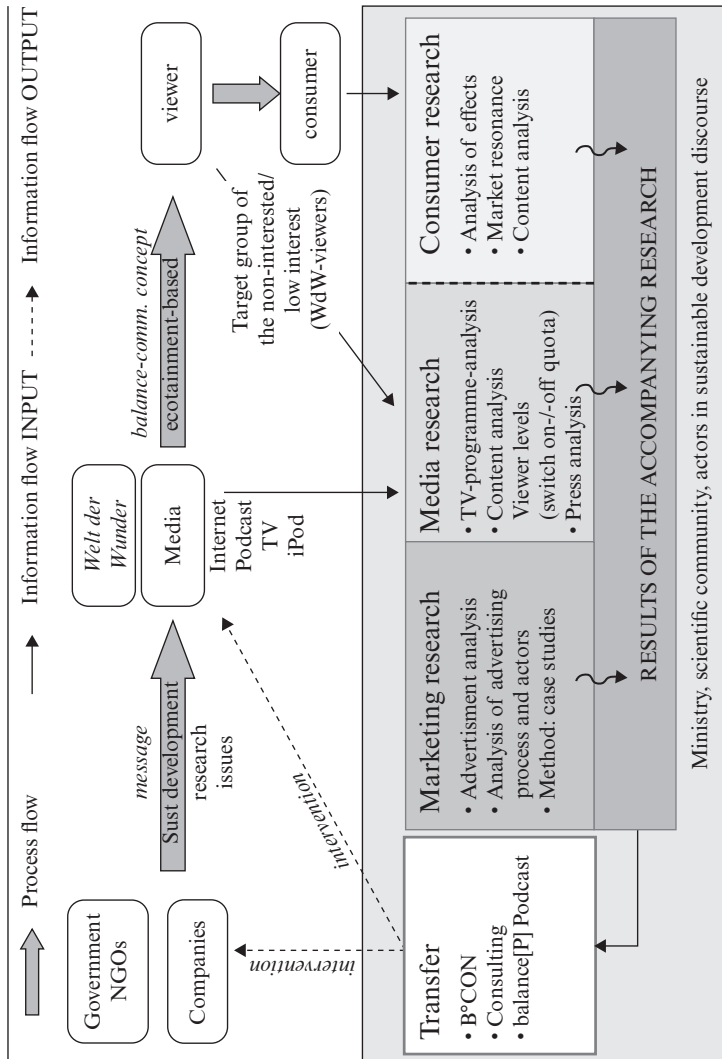 Process flow
Information flow INPUT
Information flow OUTPUT
Government
NGOs
Companies
message
Sust development
research
issues
Welt der
Wunder
Media
Internet
Podcast
TV
iPod
balance-comm. concept
ecotainment-based
viewer
consumer
Target group of
the non-interested/
low interest
(WdW-viewers)
intervention
intervention
Transfer
• B°CON
• Consulting
• balance[P] Podcast
Marketing research
• Advertisment analysis
• Analysis of advertising
process and actors
• Method: case studies
Media research
• TV-programme-analysis
• Content analysis
Viewer levels
(switch on-/-off quota)
• Press analysis
Consumer research
• Analysis of effects
• Market resonance
• Content analysis
RESULTS OF THE ACCOMPANYING RESEARCH
Ministry, scientific community, actors in sustainable development discourse